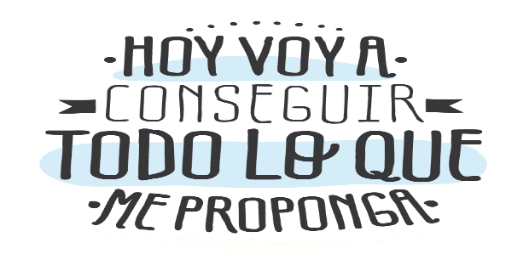 HOY VOY A
CONSEGUIR
TODO LO QUE
ME PROPONGA